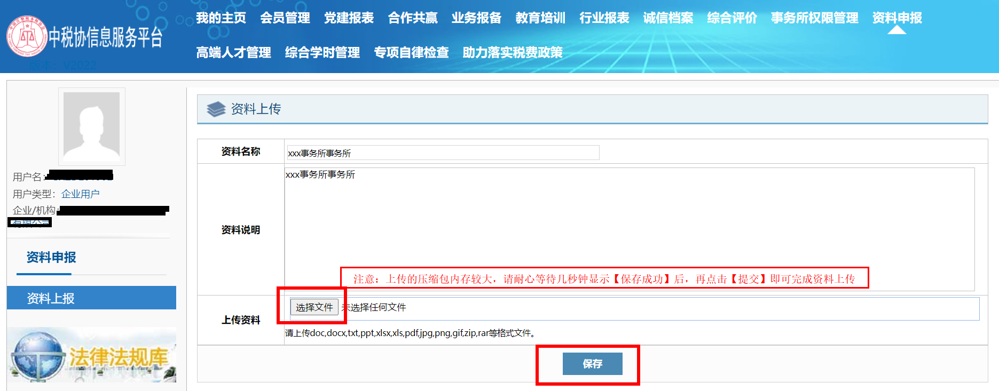 中税协信息服务平台
版本：V2022
我的主页 会员管理 党建报表 合作共赢 业务报备 教育培训 行业报表 诚信档案 综合评价 事务所权限管理 资料申报
高端人才管理 综合学时管理 专项自律检查 助力落实税费政策
用户名：
用户类型：企业用户
企业/机构：
有限公司
资料申报
资料上报
法律法规库
资料上传
资料名称 xxx事务所事务所
资料说明 xxx事务所事务所
注意：上传的压缩包内存较大，请耐心等待几秒钟显示【保存成功】后，再点击【提交】即可完成资料上传
上传资料 选择文件 未选择任何文件
请上传doc,docx,txt,ppt,xlsx,xls,pdf,jpg,png,gif,zip,rar等格式文件。
保存